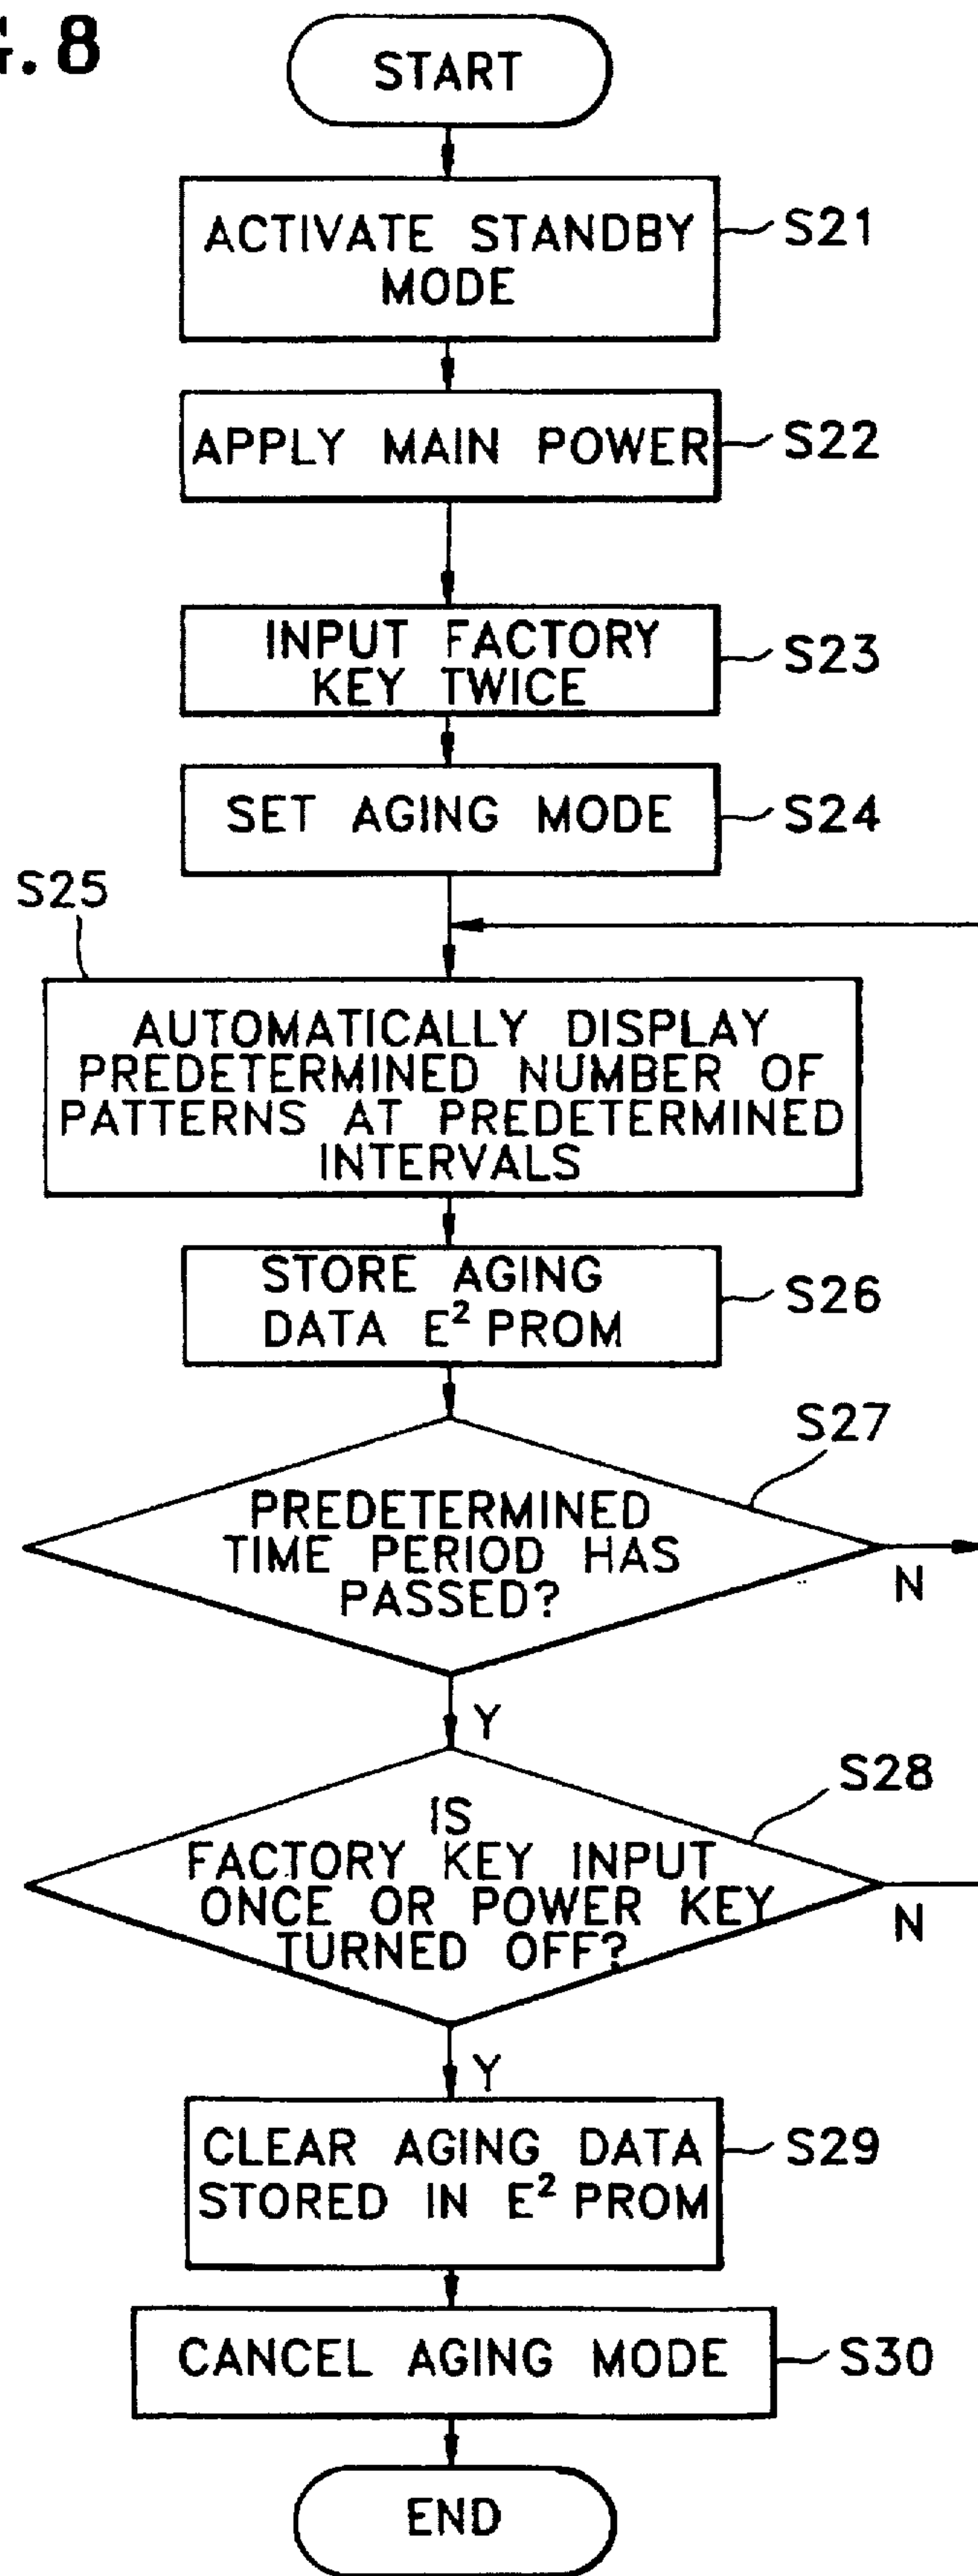 G. 8
START
ACTIVATE STANDBY
MODE
S21
APPLY MAIN POWER
S22
INPUT FACTORY
KEY TWICE
S23
SET AGING MODE
S24
S25
AUTOMATICALLY DISPLAY
PREDETERMINED NUMBER OF
PATTERNS AT PREDETERMINED
INTERVALS
STORE AGING
DATA E² PROM
S26
S27
PREDETERMINED
TIME PERIOD HAS
PASSED?
N
Y
S28
IS
FACTORY KEY INPUT
ONCE OR POWER KEY
TURNED OFF?
N
Y
CLEAR AGING DATA
STORED IN E² PROM
S29
CANCEL AGING MODE
S30
END